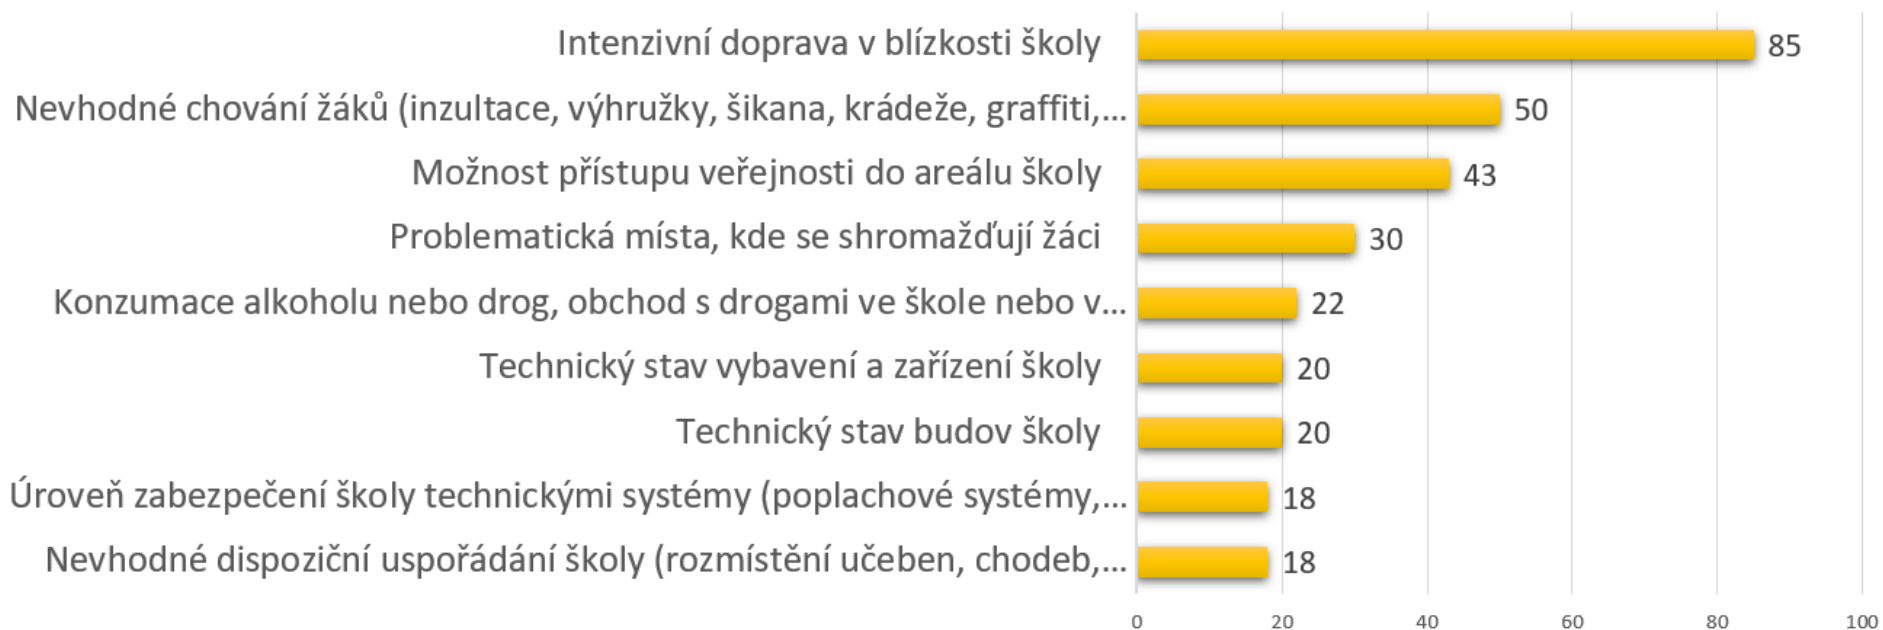 Intenzivní doprava v blízkosti školy 85
Nevhodné chování žáků (inzultace, výhružky, šikana, krádeže, graffiti,... 50
Možnost přístupu veřejnosti do areálu školy 43
Problematická místa, kde se shromažďují žáci 30
Konzumace alkoholu nebo drog, obchod s drogami ve škole nebo v... 22
Technický stav vybavení a zařízení školy 20
Technický stav budov školy 20
Úroveň zabezpečení školy technickými systémy (poplachové systémy,... 18
Nevhodné dispoziční uspořádání školy (rozmístění učeben, chodeb,... 18
0 20 40 60 80 100